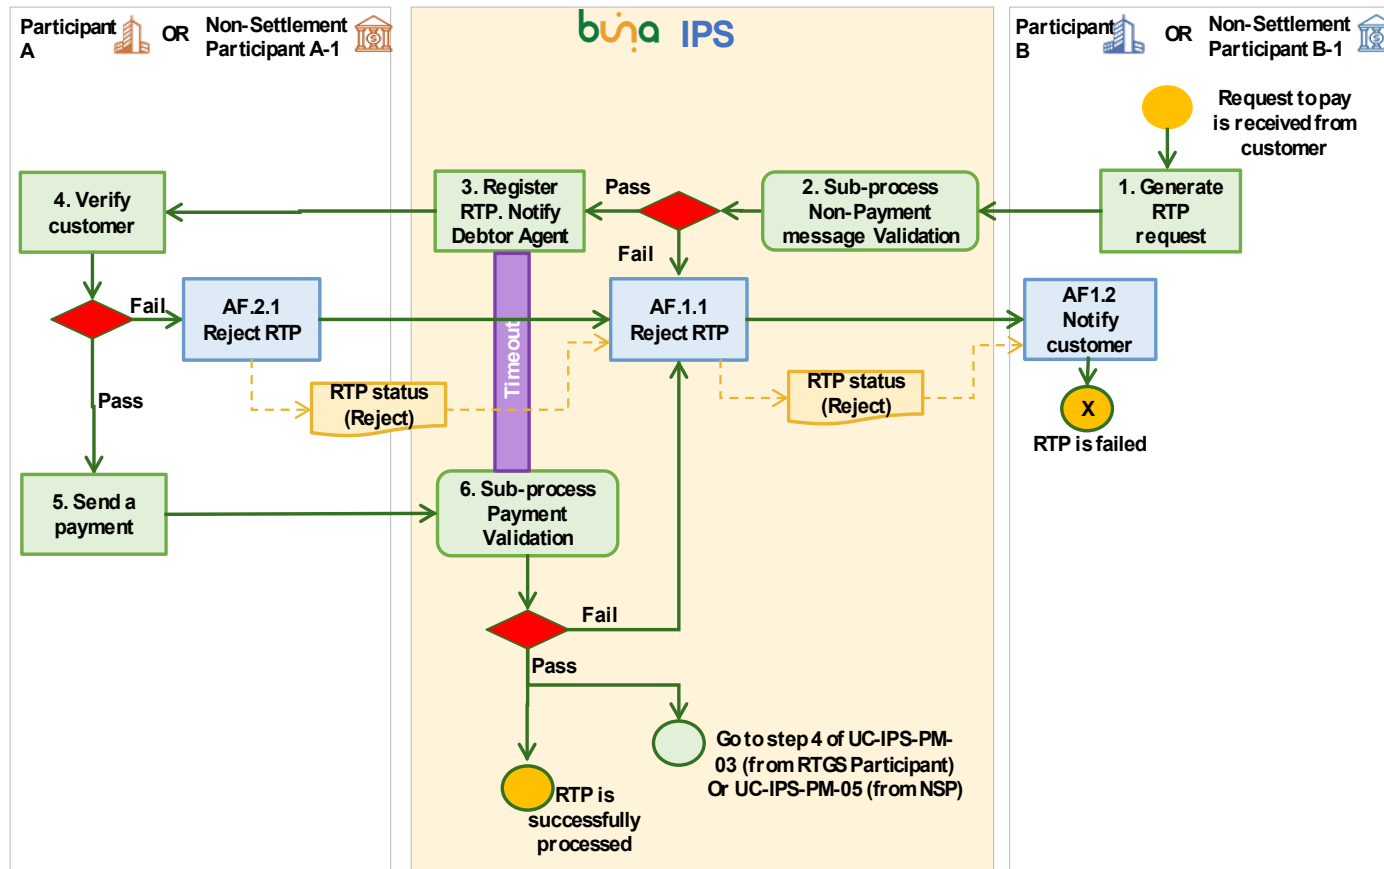 Participant
A
OR
Non-Settlement
Participant A-1
buna IPS
Participant
B
OR
Non-Settlement
Participant B-1
Request to pay
is received from
customer
4. Verify
customer
3. Register
RTP. Notify
Debtor Agent
Pass
2. Sub-process
Non-Payment
message Validation
1. Generate
RTP
request
Fail
Fail
AF.2.1
Reject RTP
Timeout
AF.1.1
Reject RTP
AF1.2
Notify
customer
Pass
RTP status
(Reject)
RTP status
(Reject)
X
RTP is failed
5. Send a
payment
6. Sub-process
Payment
Validation
Fail
Pass
Go to step 4 of UC-IPS-PM-
03 (from RTGS Participant)
Or UC-IPS-PM-05 (from NSP)
RTP is
successfully
processed